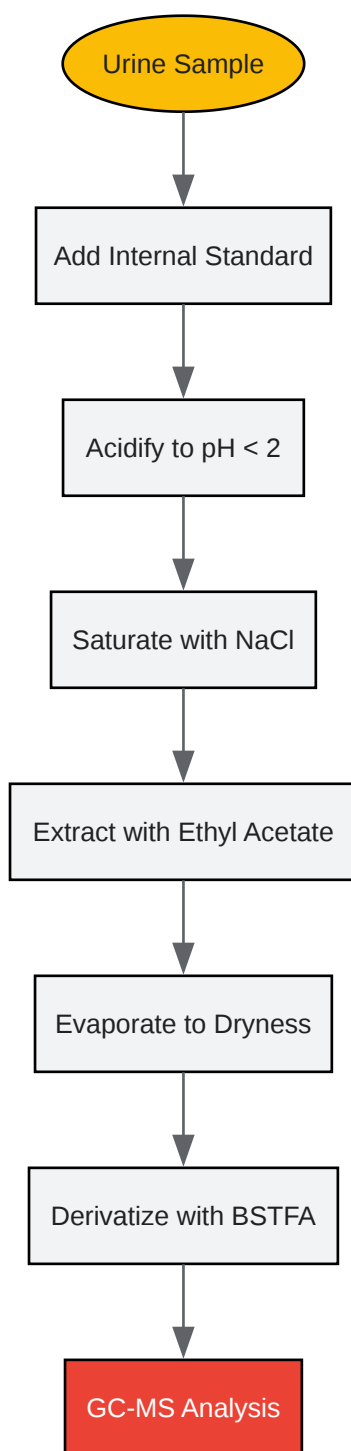 Urine Sample
Add Internal Standard
Acidify to pH < 2
Saturate with NaCl
Extract with Ethyl Acetate
Evaporate to Dryness
Derivatize with BSTFA
GC-MS Analysis